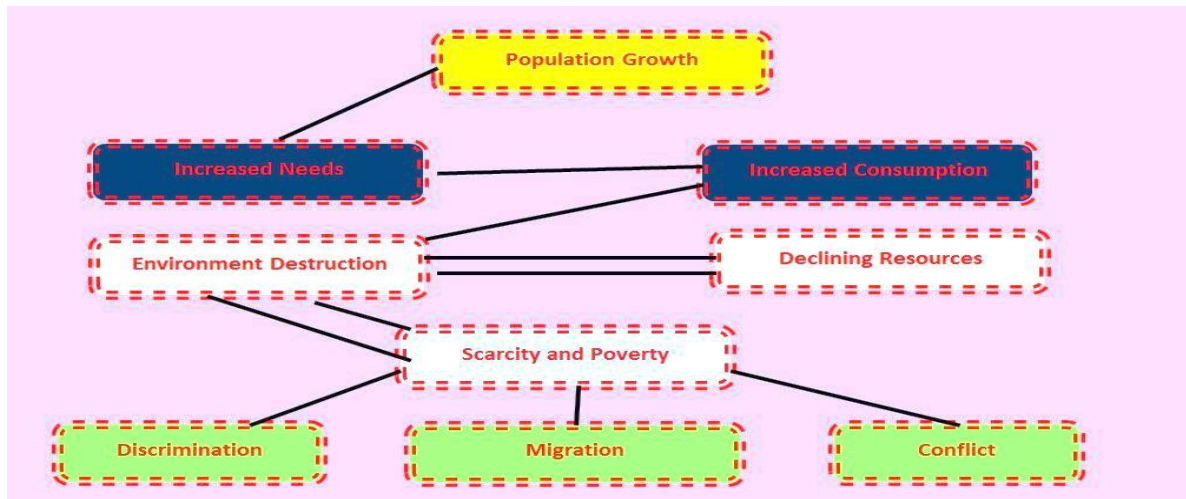 Population Growth
Increased Needs
Increased Consumption
Environment Destruction
Declining Resources
Scarcity and Poverty
Discrimination
Migration
Conflict